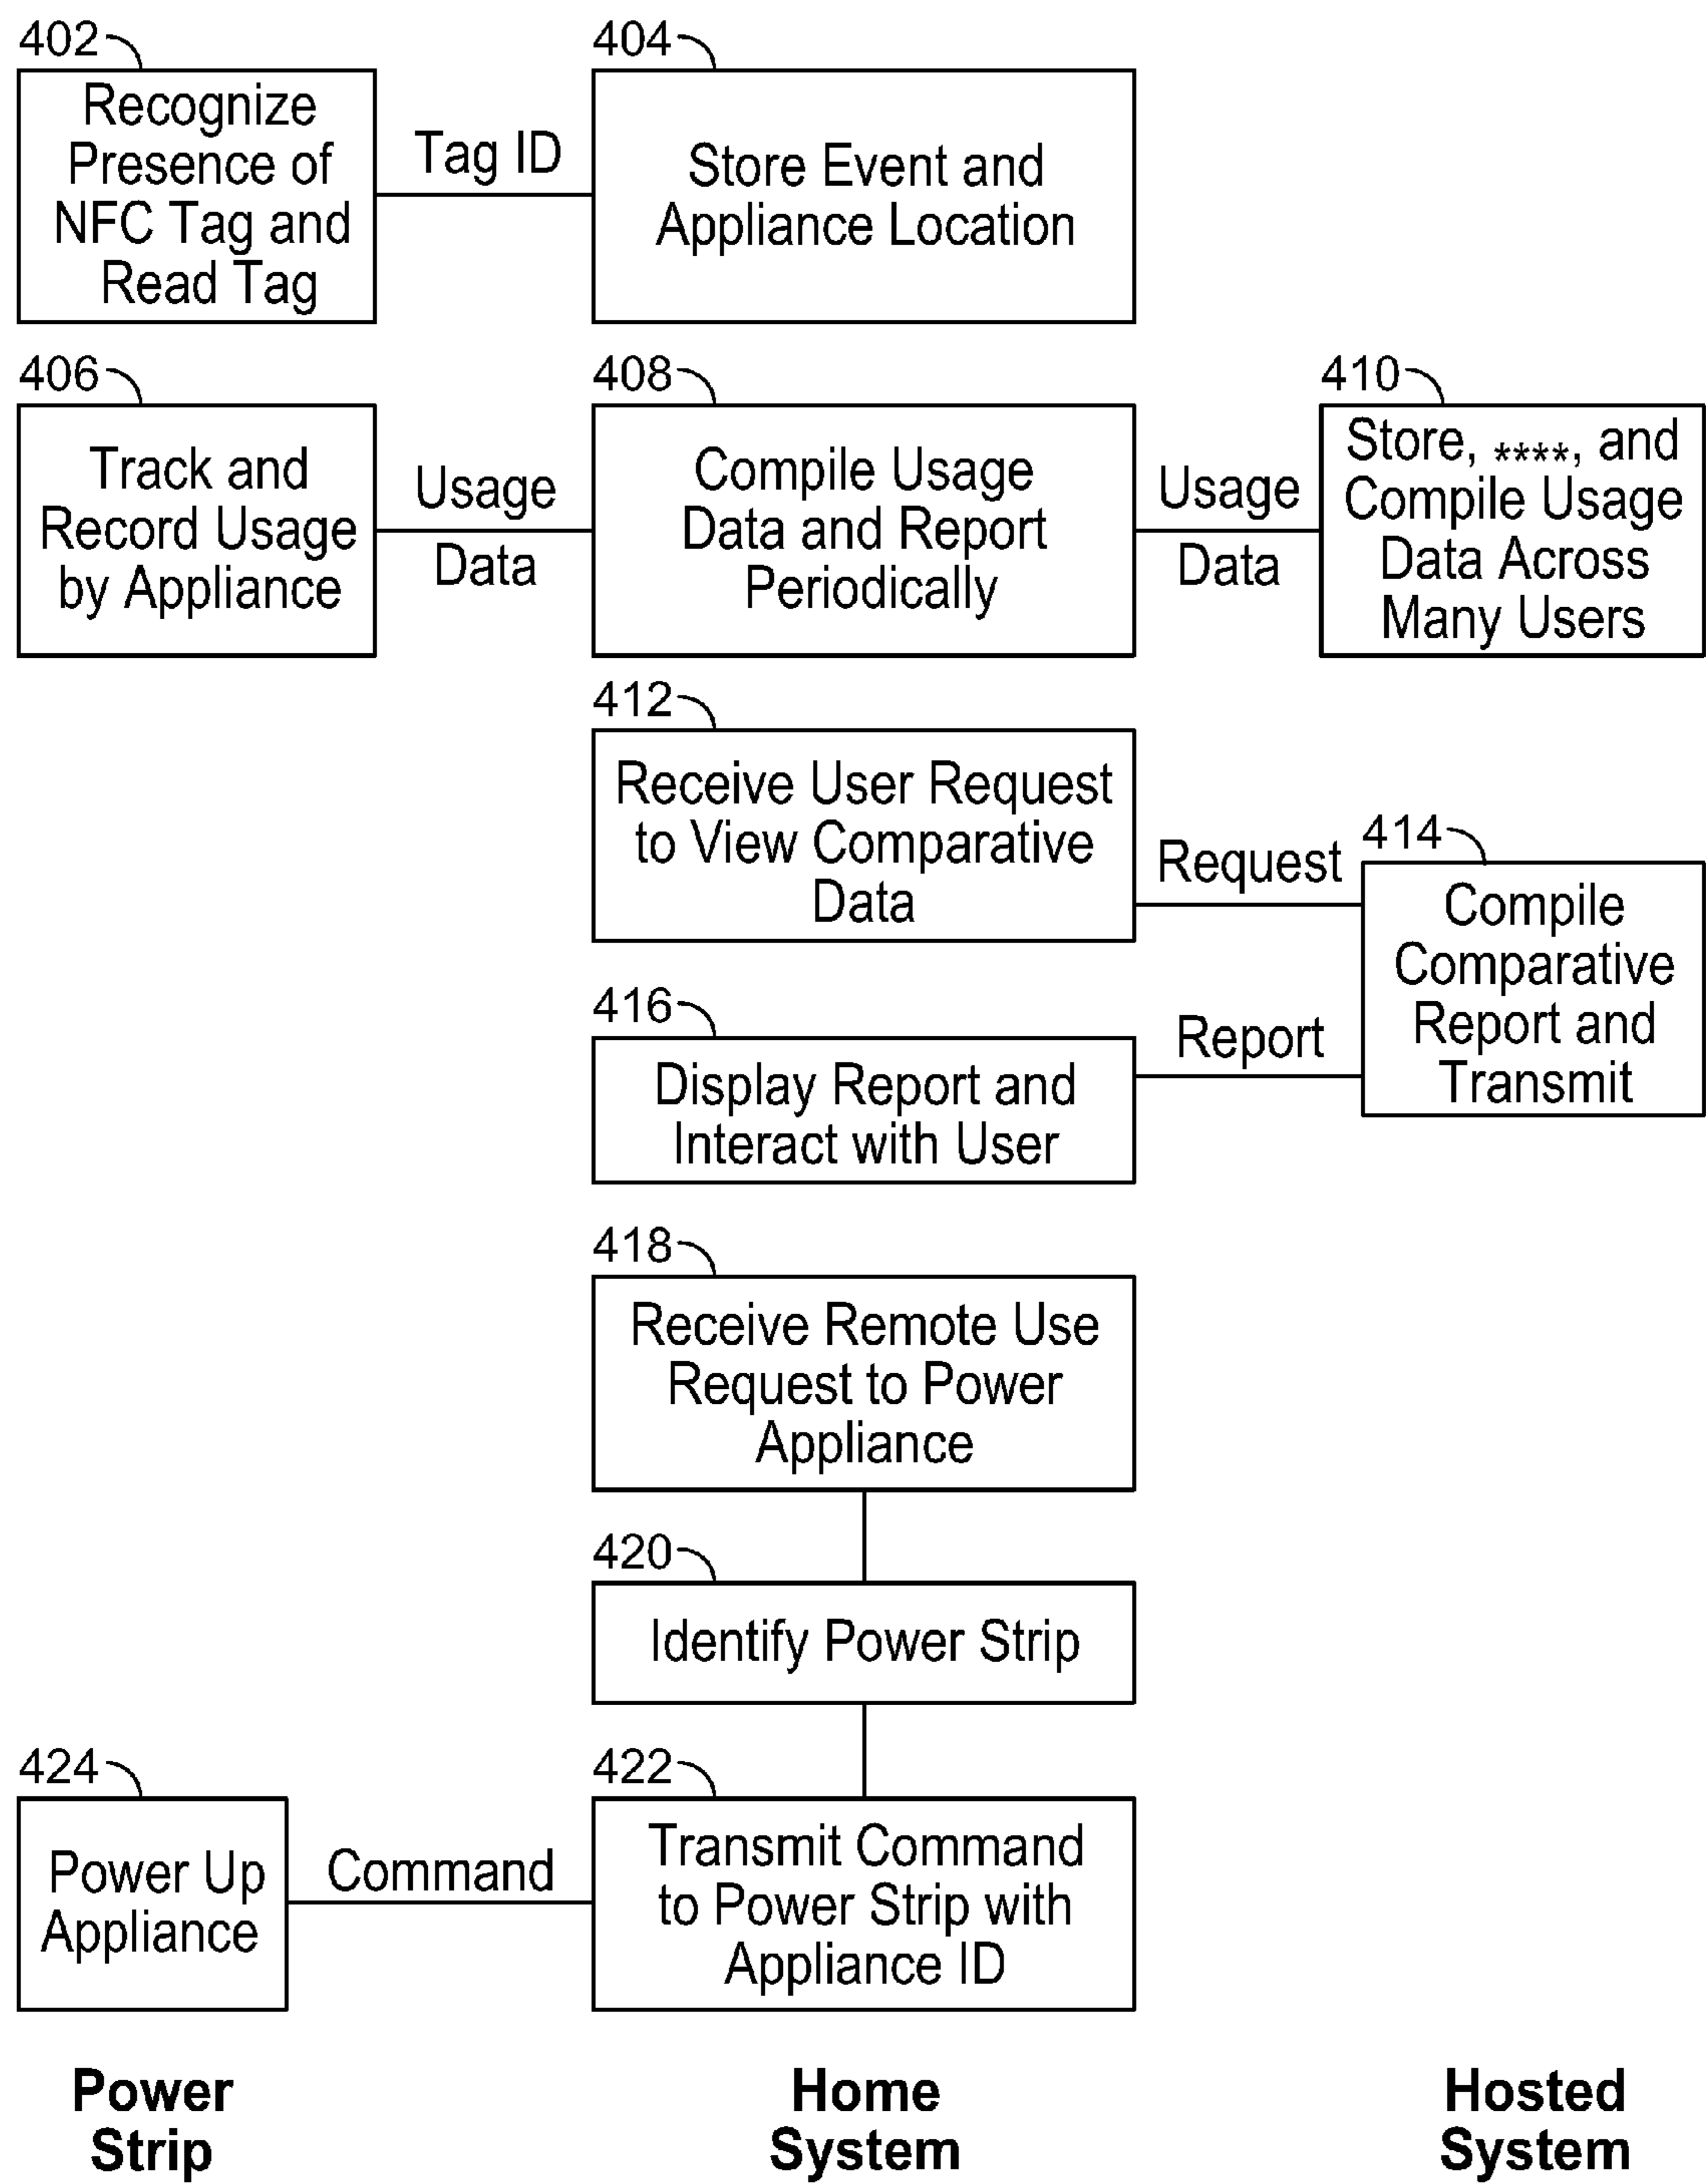 402
Recognize
Presence of
NFC Tag and
Read Tag
Tag ID
404
Store Event and
Appliance Location
406
Track and
Record Usage
by Appliance
Usage
Data
408
Compile Usage
Data and Report
Periodically
Usage
Data
410
Store, ****, and
Compile Usage
Data Across
Many Users
412
Receive User Request
to View Comparative
Data
Request
414
Compile
Comparative
Report and
Transmit
Report
416
Display Report and
Interact with User
418
Receive Remote Use
Request to Power
Appliance
420
Identify Power Strip
424
Power Up
Appliance
Command
422
Transmit Command
to Power Strip with
Appliance ID
Power
Strip
Home
System
Hosted
System